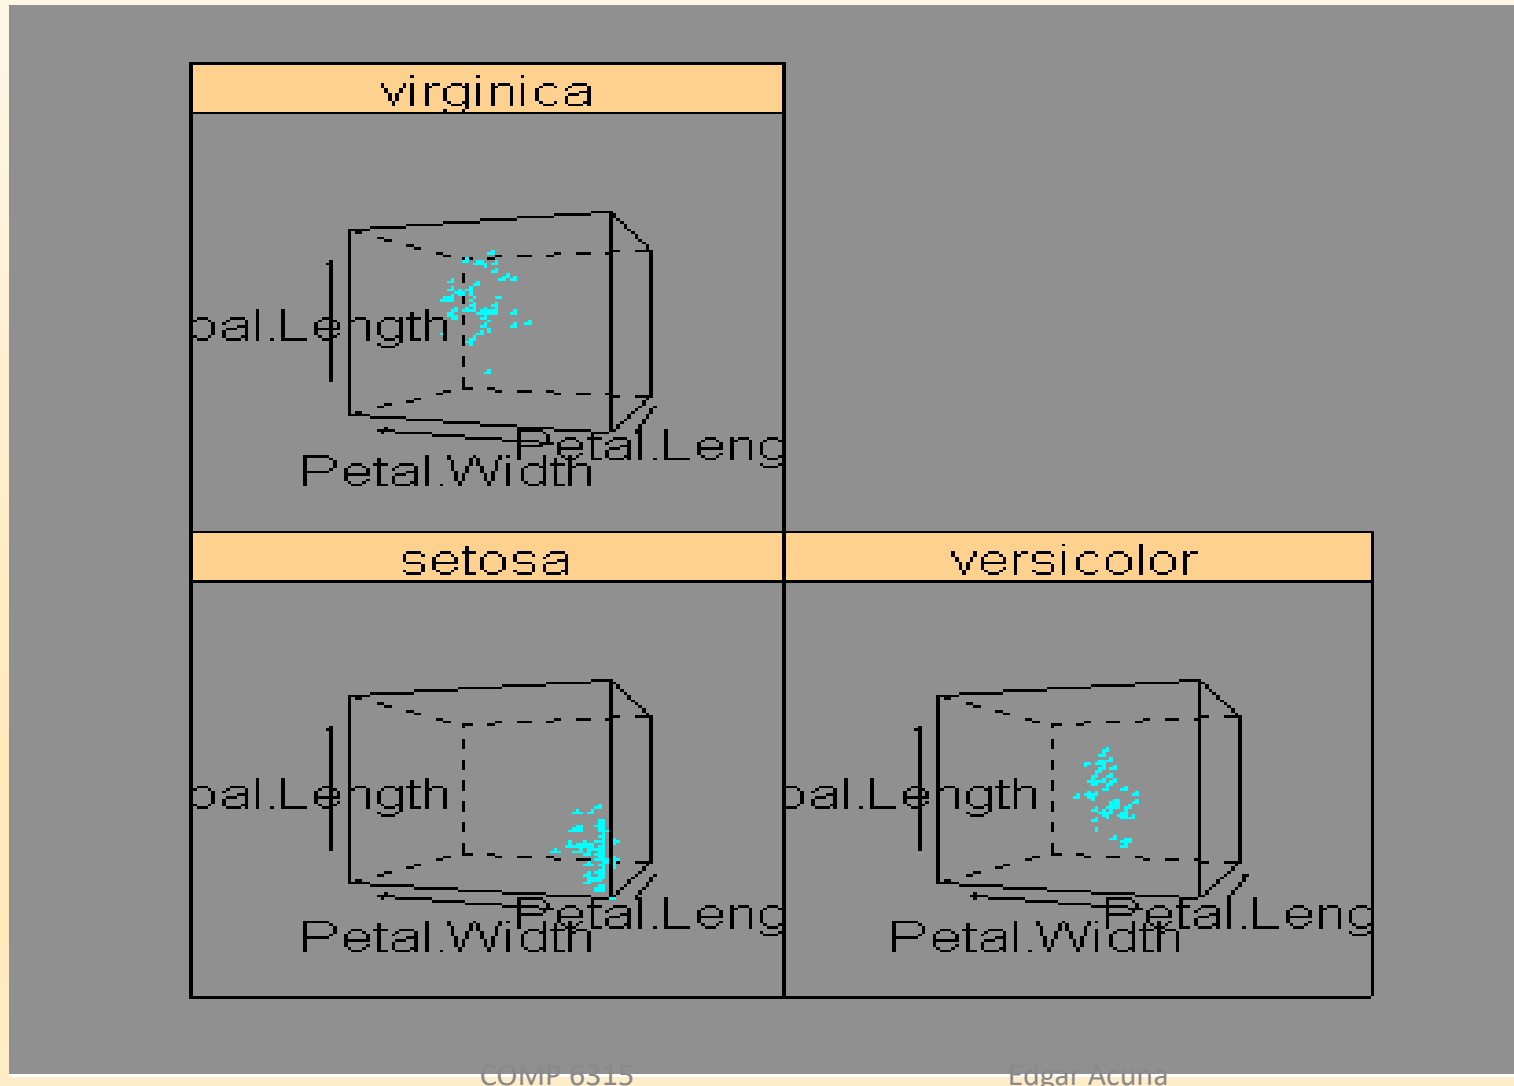 virginica
pal.Length
Petal.Leng
Petal.Width
setosa
versicolor
pal.Length
Petal.Leng
Petal.Width
pal.Length
Petal.Leng
Petal.Width
COMP 6315
Edgar Acuna